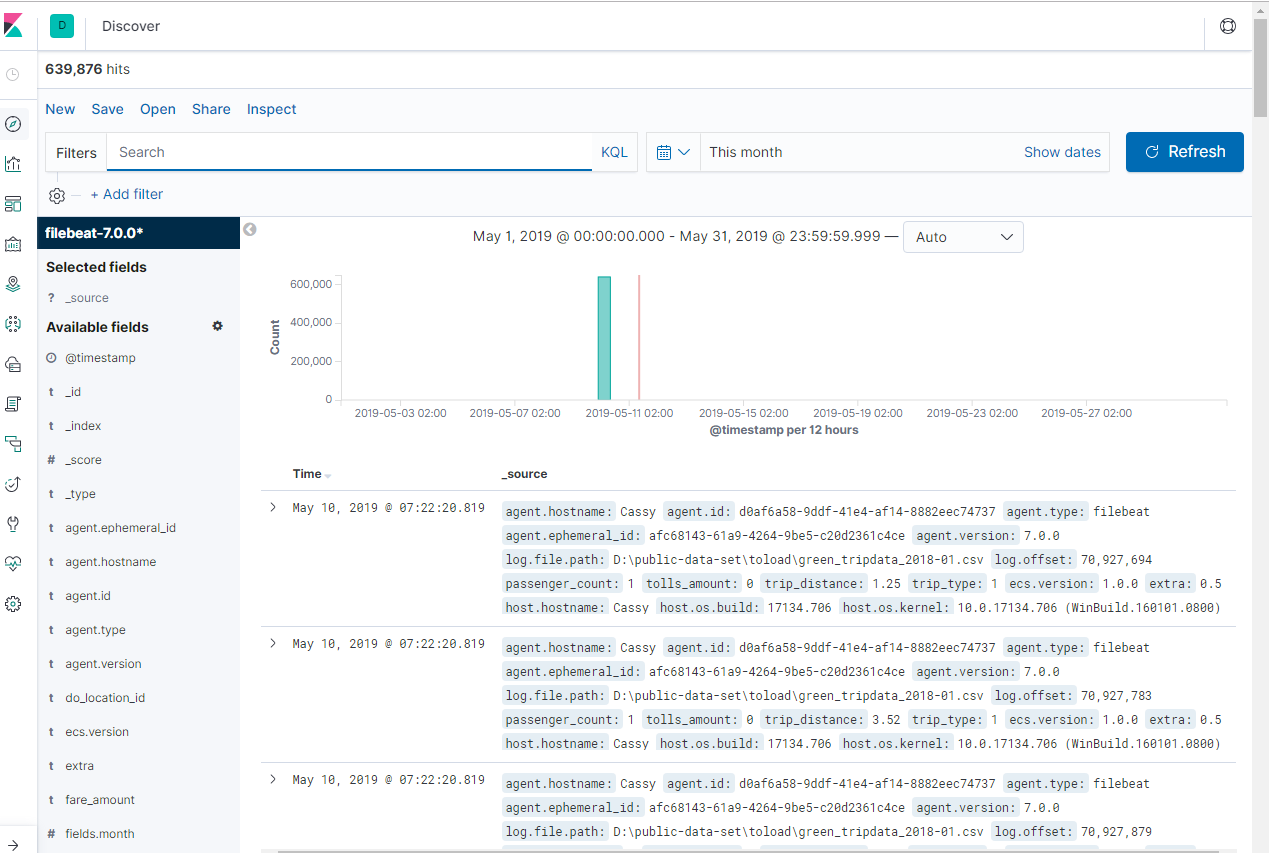 D Discover
639,876 hits
New Save Open Share Inspect
Filters Search KQL This month Show dates Refresh
+ Add filter
filebeat-7.0.0*
Selected fields
? _source
Available fields
@timestamp
t _id
t _index
# _score
t _type
t agent.ephemeral_id
t agent.hostname
t agent.id
t agent.type
t agent.version
t do_location_id
t ecs.version
t extra
t fare_amount
# fields.month
May 1, 2019 @ 00:00:00.000 - May 31, 2019 @ 23:59:59.999 — Auto
600,000
400,000
200,000
0
Count
2019-05-03 02:00 2019-05-07 02:00 2019-05-11 02:00 2019-05-15 02:00 2019-05-19 02:00 2019-05-23 02:00 2019-05-27 02:00
@timestamp per 12 hours
Time _source
May 10, 2019 @ 07:22:20.819 agent.hostname: Cassy agent.id: d0af6a58-9ddf-41e4-af14-8882eec74737 agent.type: filebeat
agent.ephemeral_id: afc68143-61a9-4264-9be5-c20d2361c4ce agent.version: 7.0.0
log.file.path: D:\public-data-set\toload\green_tripdata_2018-01.csv log.offset: 70,927,694
passenger_count: 1 tolls_amount: 0 trip_distance: 1.25 trip_type: 1 ecs.version: 1.0.0 extra: 0.5
host.hostname: Cassy host.os.build: 17134.706 host.os.kernel: 10.0.17134.706 (WinBuild.160101.0800)
May 10, 2019 @ 07:22:20.819 agent.hostname: Cassy agent.id: d0af6a58-9ddf-41e4-af14-8882eec74737 agent.type: filebeat
agent.ephemeral_id: afc68143-61a9-4264-9be5-c20d2361c4ce agent.version: 7.0.0
log.file.path: D:\public-data-set\toload\green_tripdata_2018-01.csv log.offset: 70,927,783
passenger_count: 1 tolls_amount: 0 trip_distance: 3.52 trip_type: 1 ecs.version: 1.0.0 extra: 0.5
host.hostname: Cassy host.os.build: 17134.706 host.os.kernel: 10.0.17134.706 (WinBuild.160101.0800)
May 10, 2019 @ 07:22:20.819 agent.hostname: Cassy agent.id: d0af6a58-9ddf-41e4-af14-8882eec74737 agent.type: filebeat
agent.ephemeral_id: afc68143-61a9-4264-9be5-c20d2361c4ce agent.version: 7.0.0
log.file.path: D:\public-data-set\toload\green_tripdata_2018-01.csv log.offset: 70,927,879